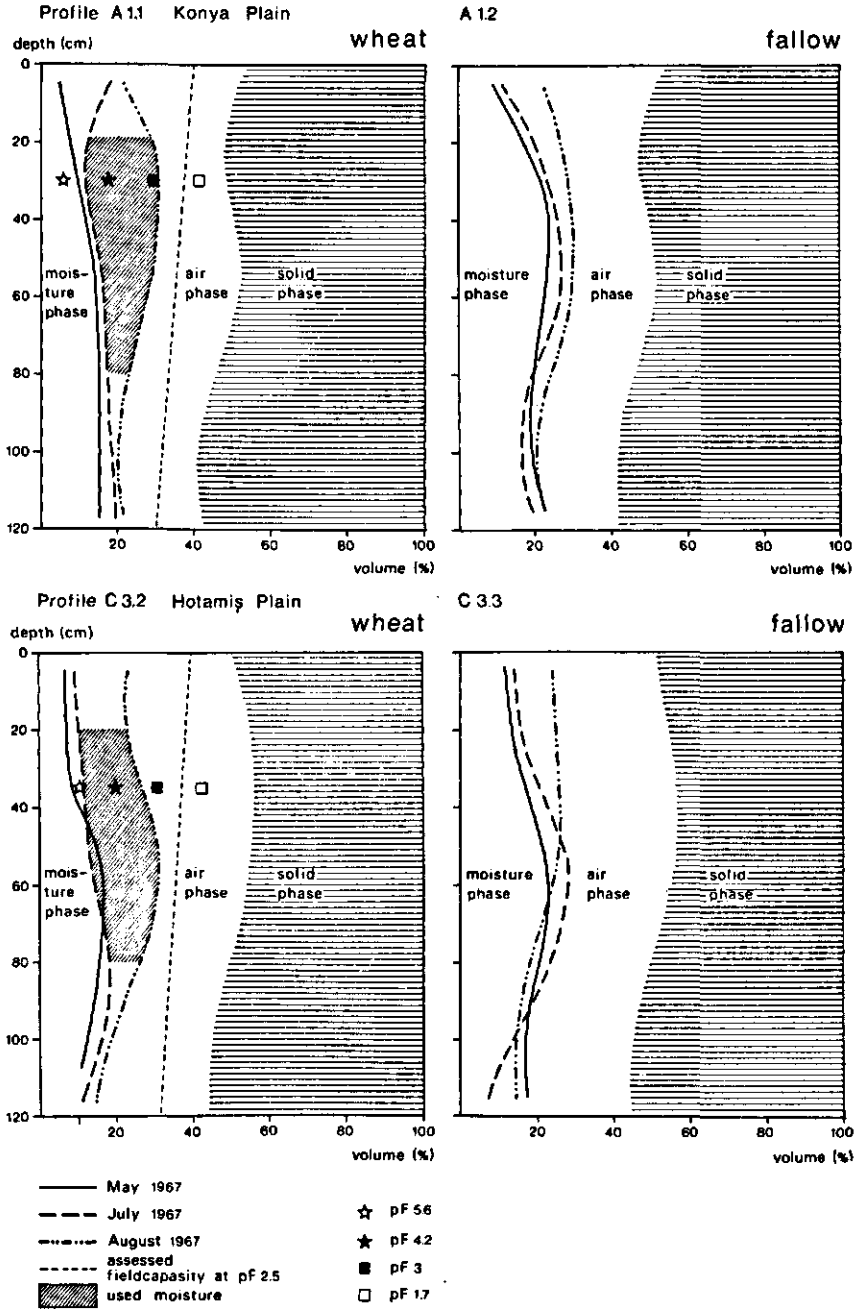 Profile A 1.1 Konya Plain
wheat
A 1.2
fallow
depth (cm)
0
20
40
60
80
100
120
mois-
ture
phase
air
phase
solid
phase
moisture
phase
air
phase
solid
phase
20
40
60
80
100
volume (%)
20
40
60
80
100
volume (%)
Profile C 3.2 Hotamiş Plain
wheat
C 3.3
fallow
depth (cm)
0
20
40
60
80
100
120
mois-
ture
phase
air
phase
solid
phase
moisture
phase
air
phase
solid
phase
20
40
60
80
100
volume (%)
20
40
60
80
100
volume (%)
May 1967
July 1967
August 1967
assessed
fieldcapasity at pF 2.5
used moisture
pF 5.6
pF 4.2
pF 3
pF 1.7